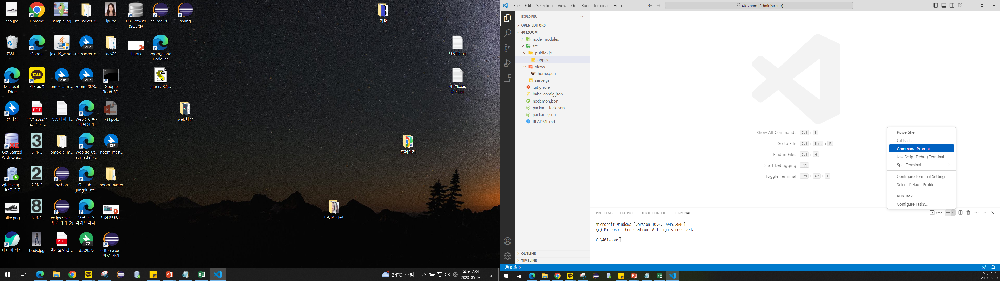 sho.jpg
Chrome
sample.jpg
rtc-socket-c...
ljy.jpg
DB Browser
(SQLite)
eclipse_20...
spring
기타
휴지통
Google
jdk-19_wind...
rtc-socket-c...
day29
1.pptx
zoom_clone
- CodeSan...
테이블.txt
Microsoft
Edge
카카오톡
omok-ai-m...
zoom_2023...
Google
Cloud SD...
jquery-3.6....
새 텍스트
문서.txt
반디집
으앙 2022년
2회 실기 ...
공공데이터...
WebRTC 란-
(개념정리)
~$1.pptx
web화상
Get Started
With Orac...
3.PNG
omok-ai-m...
WebRtcTut...
at master · ...
noom-mast...
홈페이지
sqldevelop...
- 바로 가기
2.PNG
python
GitHub -
jungdu-rtc...
noom-master
nike.png
8.PNG
eclipse.exe -
바로 가기 (2)
오픈 소스
라이브러리...
프레젠테이...
파이썬사진
네이버 웨일
body.jpg
핵심요약집_...
day29.7z
eclipse.exe -
바로 가기
24°C 흐림
오후 7:34
2023-05-03
File Edit Selection View Go Run Terminal Help
401zoom [Administrator]
EXPLORER
OPEN EDITORS
401ZOOM
node_modules
src
public\js
app.js
views
home.pug
server.js
.gitignore
babel.config.json
nodemon.json
package-lock.json
package.json
README.md
OUTLINE
TIMELINE
Show All Commands Ctrl + 3
Go to File Ctrl + Shift + R
Find in Files Ctrl + H
Start Debugging F11
Toggle Terminal Ctrl + Alt + T
PowerShell
Git Bash
Command Prompt
JavaScript Debug Terminal
Split Terminal
Configure Terminal Settings
Select Default Profile
Run Task...
Configure Tasks...
PROBLEMS OUTPUT DEBUG CONSOLE TERMINAL
cmd
Microsoft Windows [Version 10.0.19045.2846]
(c) Microsoft Corporation. All rights reserved.
C:\401zoom>
0 0
오후 7:34
2023-05-03